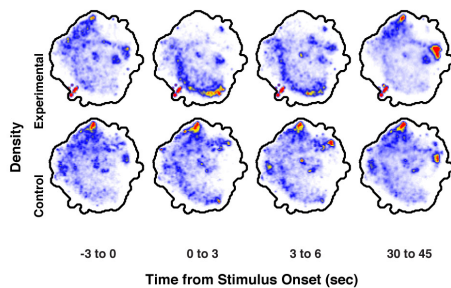 Density
Experimental
Control
-3 to 0
0 to 3
3 to 6
30 to 45
Time from Stimulus Onset (sec)